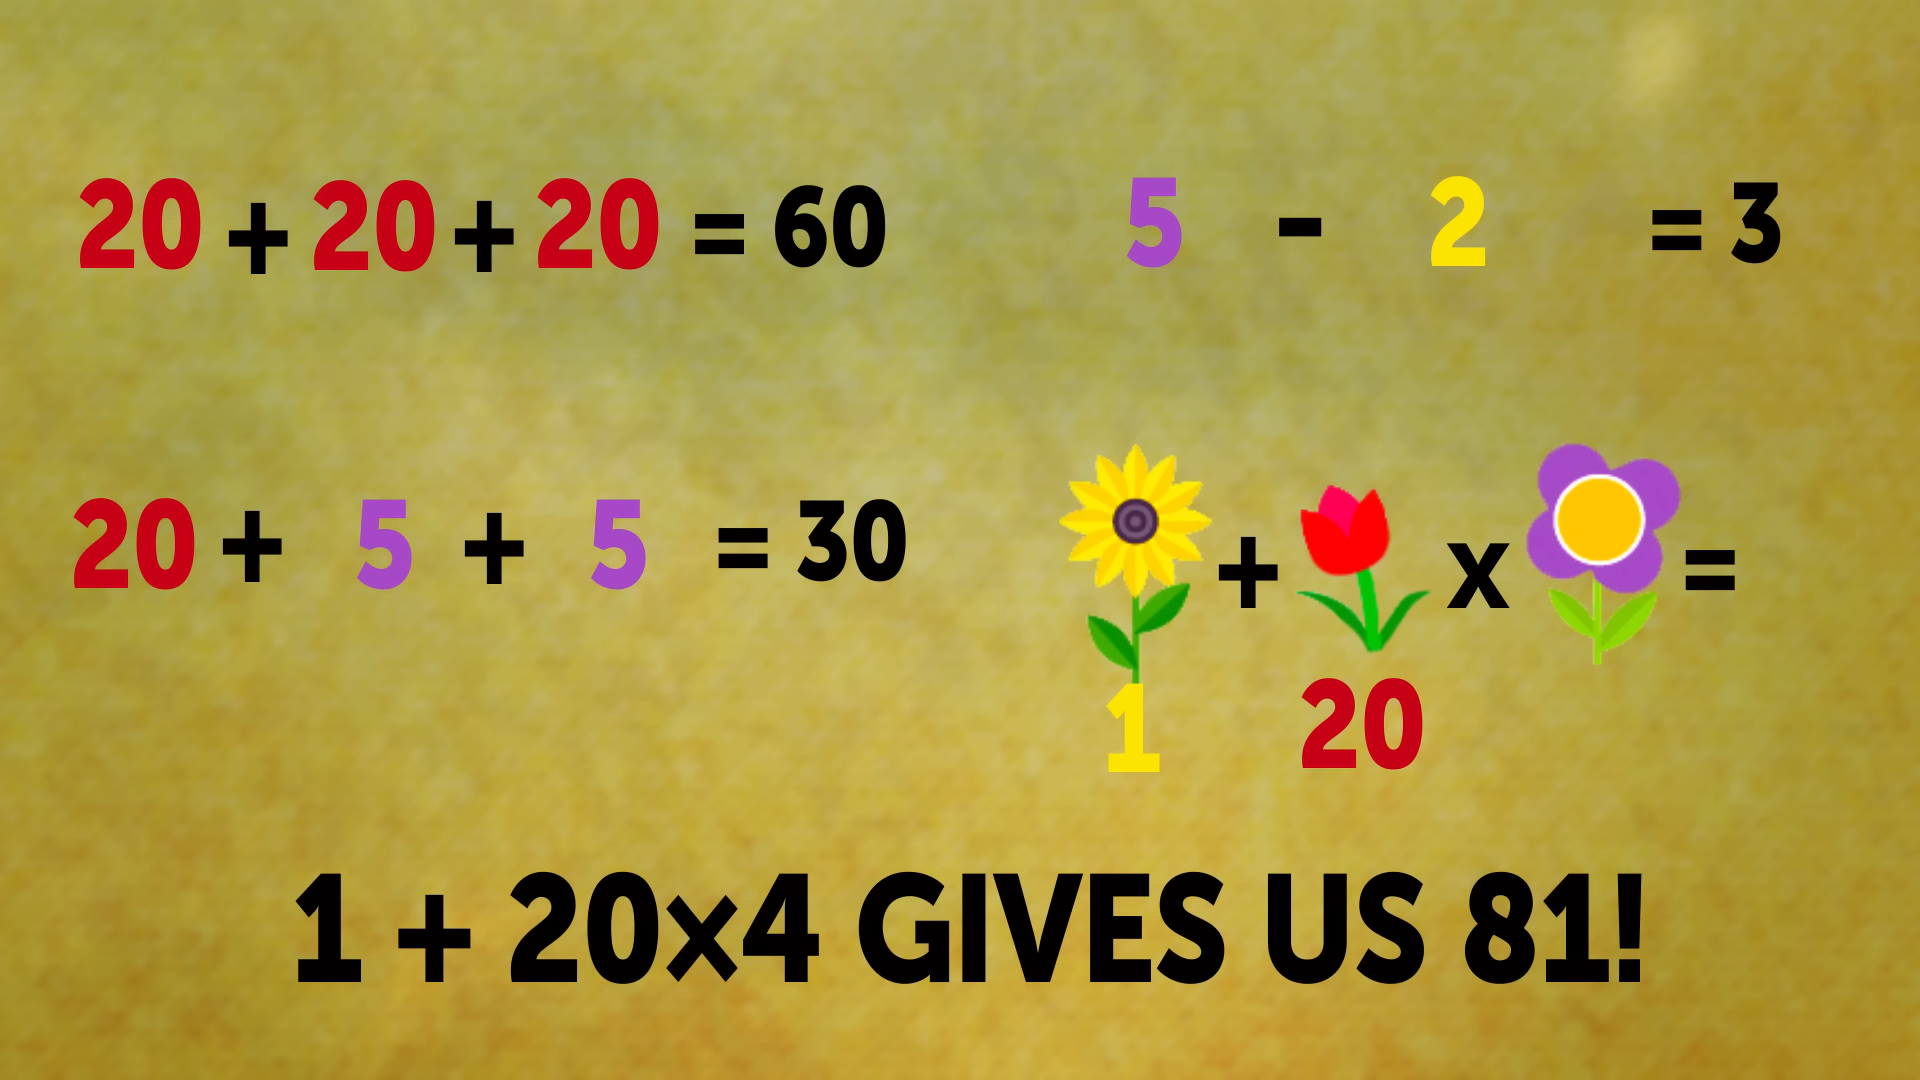 20 + 20 + 20 = 60
5 - 2 = 3
20 + 5 + 5 = 30
+ x =
1 20
1 + 20×4 GIVES US 81!